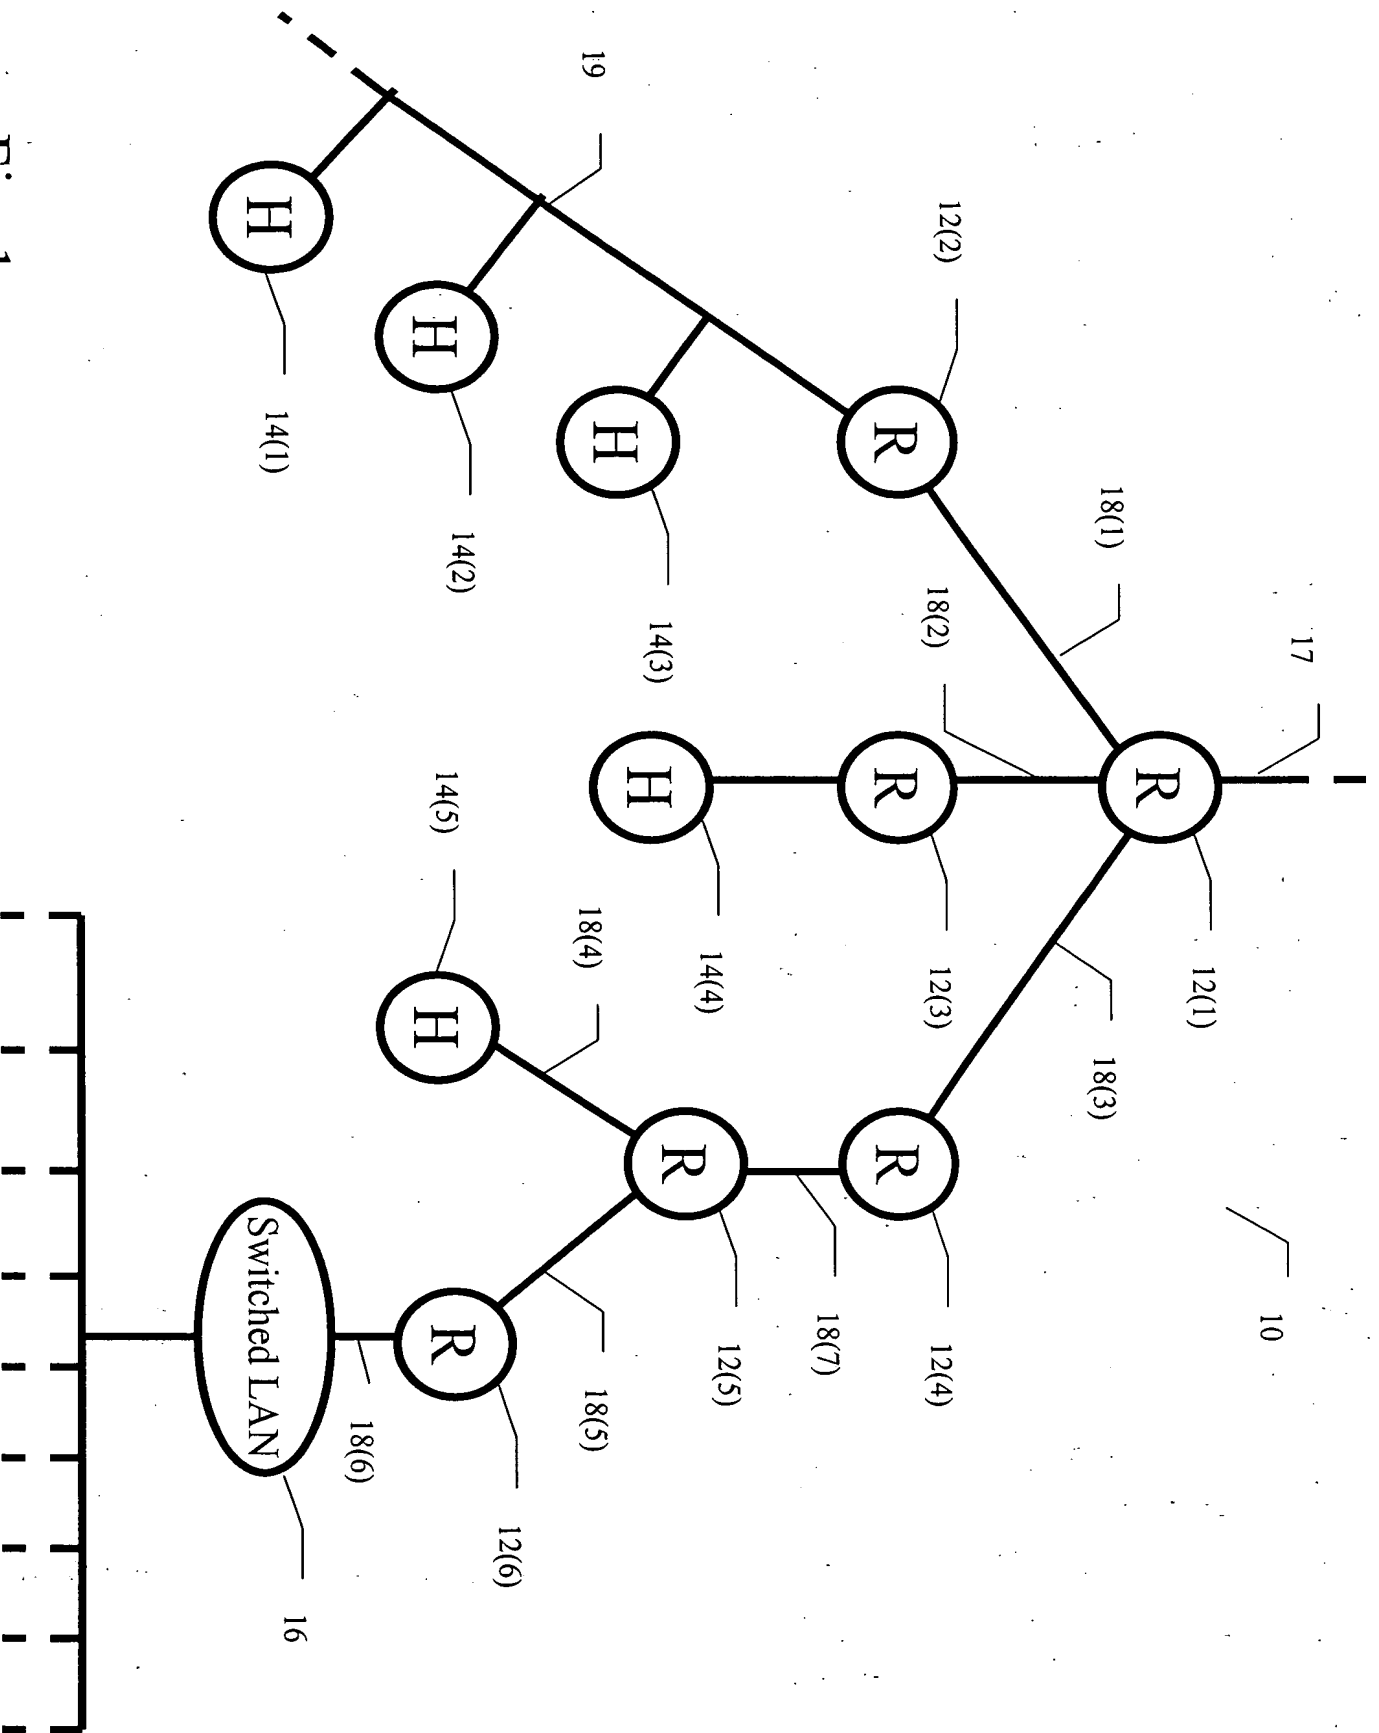 17
R
12(1)
10
18(1)
18(3)
12(2)
18(2)
R
R
12(3)
R
12(4)
19
18(7)
H
14(3)
H
14(4)
R
12(5)
18(4)
18(5)
H
14(2)
14(5)
H
R
12(6)
18(6)
H
14(1)
Switched LAN
16